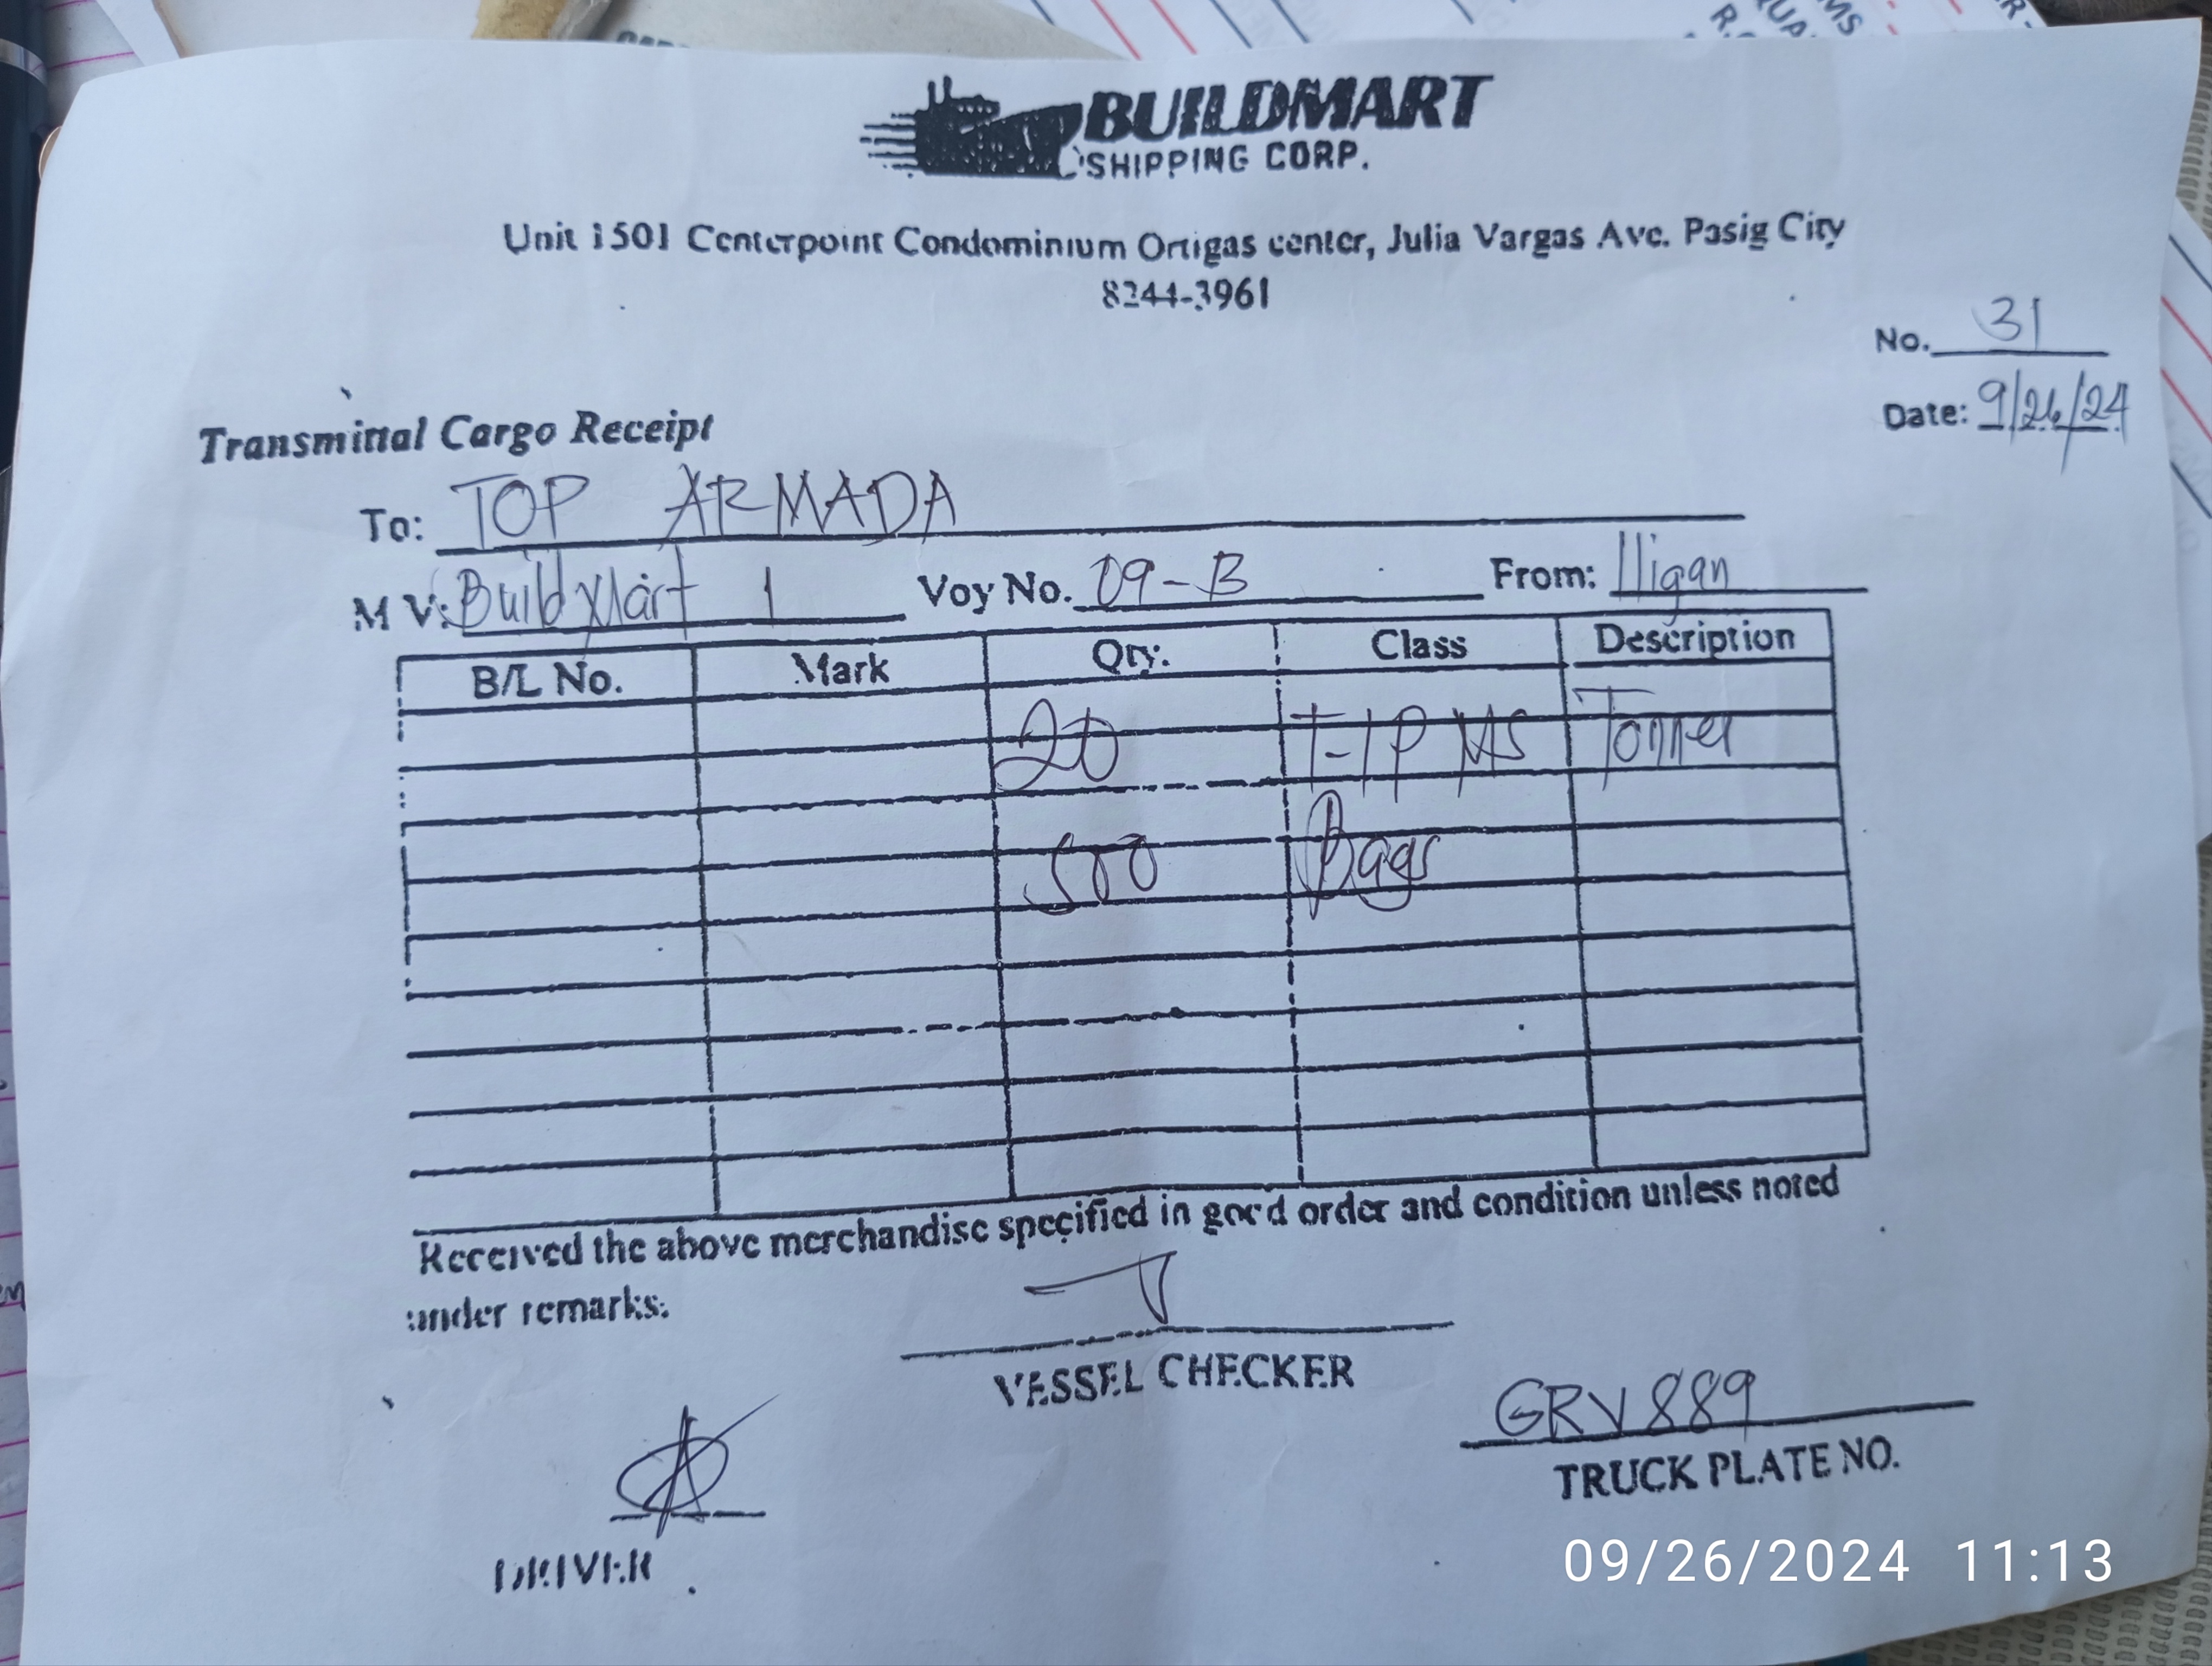 BUILDMART
SHIPPING CORP.
Unit 1501 Centerpoint Condominium Ortigas center, Julia Vargas Ave. Pasig City
8244-3961
No. 31
Date: 9/26/24
Transmittal Cargo Receipt
To: TOP ARMADA
M V: BuildMart 1 Voy No. 09-B From: Iligan
B/L No. Mark Qty. Class Description
20 T-1P MS Tonner
500 Bags
Received the above merchandise specified in good order and condition unless noted
under remarks.
VESSEL CHECKER
GRV 889
TRUCK PLATE NO.
DRIVER
09/26/2024 11:13